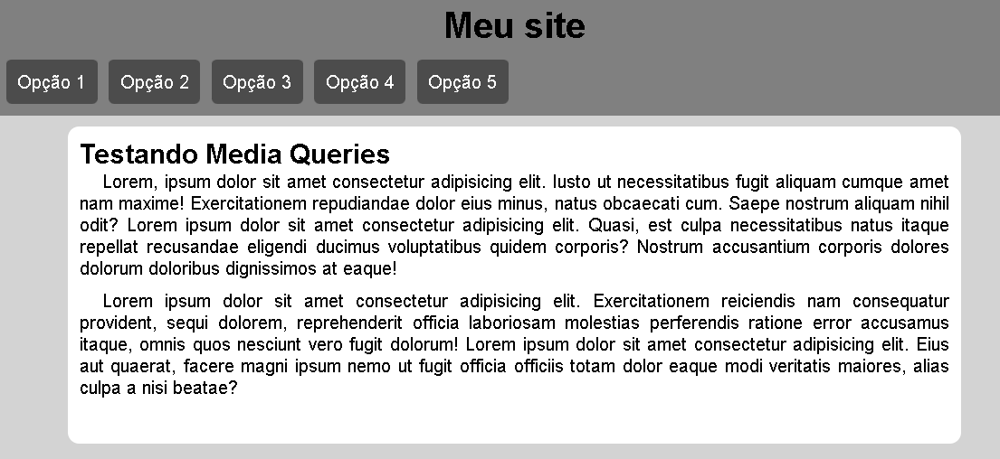 Meu site
Opção 1 Opção 2 Opção 3 Opção 4 Opção 5
Testando Media Queries
Lorem, ipsum dolor sit amet consectetur adipisicing elit. Iusto ut necessitatibus fugit aliquam cumque amet
nam maxime! Exercitationem repudiandae dolor eius minus, natus obcaecati cum. Saepe nostrum aliquam nihil
odit? Lorem ipsum dolor sit amet consectetur adipisicing elit. Quasi, est culpa necessitatibus natus itaque
repellat recusandae eligendi ducimus voluptatibus quidem corporis? Nostrum accusantium corporis dolores
dolorum doloribus dignissimos at eaque!
Lorem ipsum dolor sit amet consectetur adipisicing elit. Exercitationem reiciendis nam consequatur
provident, sequi dolorem, reprehenderit officia laboriosam molestias perferendis ratione error accusamus
itaque, omnis quos nesciunt vero fugit dolorum! Lorem ipsum dolor sit amet consectetur adipisicing elit. Eius
aut quaerat, facere magni ipsum nemo ut fugit officia officiis totam dolor eaque modi veritatis maiores, alias
culpa a nisi beatae?